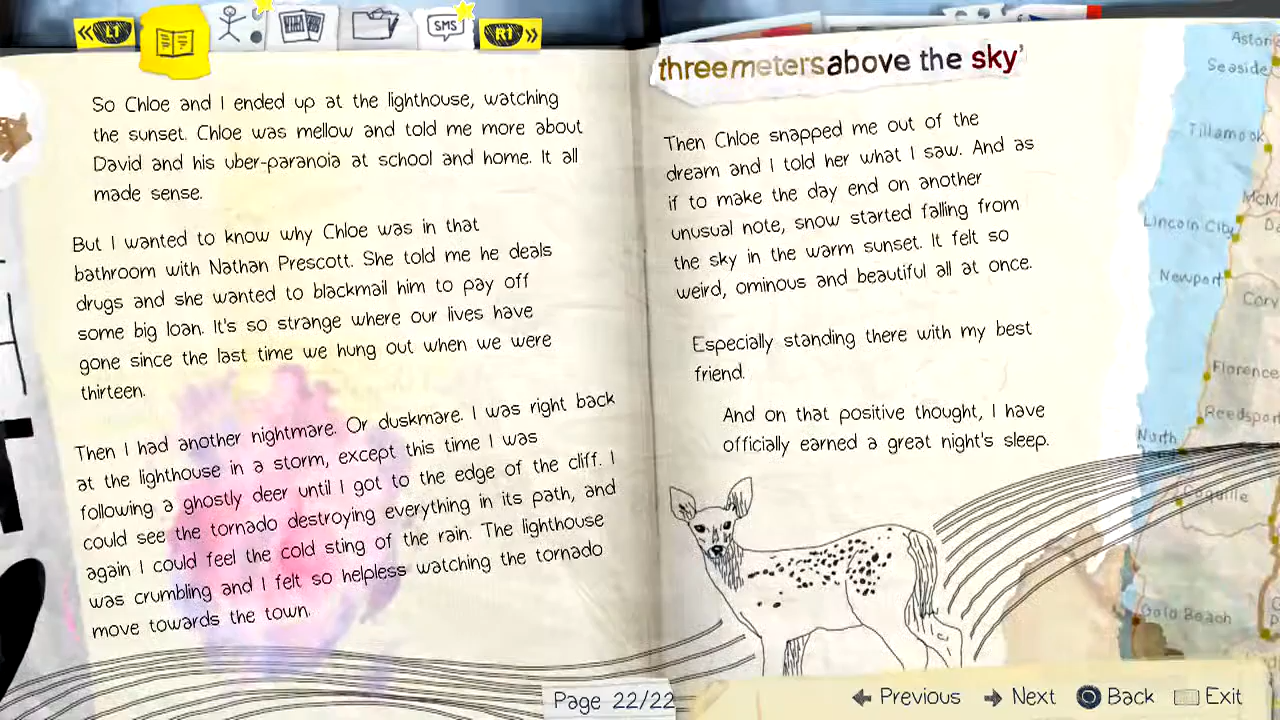 L1
SMS
R1
So Chloe and I ended up at the lighthouse, watching
the sunset. Chloe was mellow and told me more about
David and his uber-paranoia at school and home. It all
made sense.
But I wanted to know why Chloe was in that
bathroom with Nathan Prescott. She told me he deals
drugs and she wanted to blackmail him to pay off
some big loan. It's so strange where our lives have
gone since the last time we hung out when we were
thirteen.
Then I had another nightmare. Or duskmare. I was right back
at the lighthouse in a storm, except this time I was
following a ghostly deer until I got to the edge of the cliff. I
could see the tornado destroying everything in its path, and
again I could feel the cold sting of the rain. The lighthouse
was crumbling and I felt so helpless watching the tornado
move towards the town.
threemetersabove the sky'
Then Chloe snapped me out of the
dream and I told her what I saw. And as
if to make the day end on another
unusual note, snow started falling from
the sky in the warm sunset. It felt so
weird, ominous and beautiful all at once.
Especially standing there with my best
friend.
And on that positive thought, I have
officially earned a great night's sleep.
Seaside
Tillamook
Lincoln City
Newport
Florence
Reedsport
North
Coquille
Gold Beach
Page 22/22
Previous
Next
Back
Exit